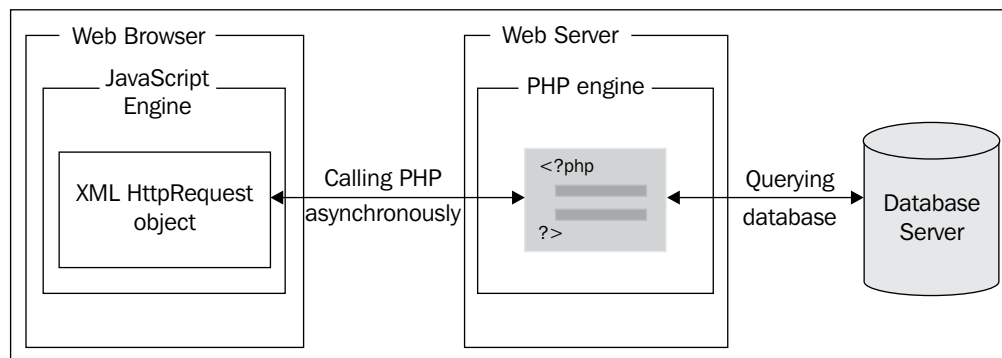 Web Browser
JavaScript
Engine
XML HttpRequest
object
Calling PHP
asynchronously
Web Server
PHP engine
<?php
?>
Querying
database
Database
Server